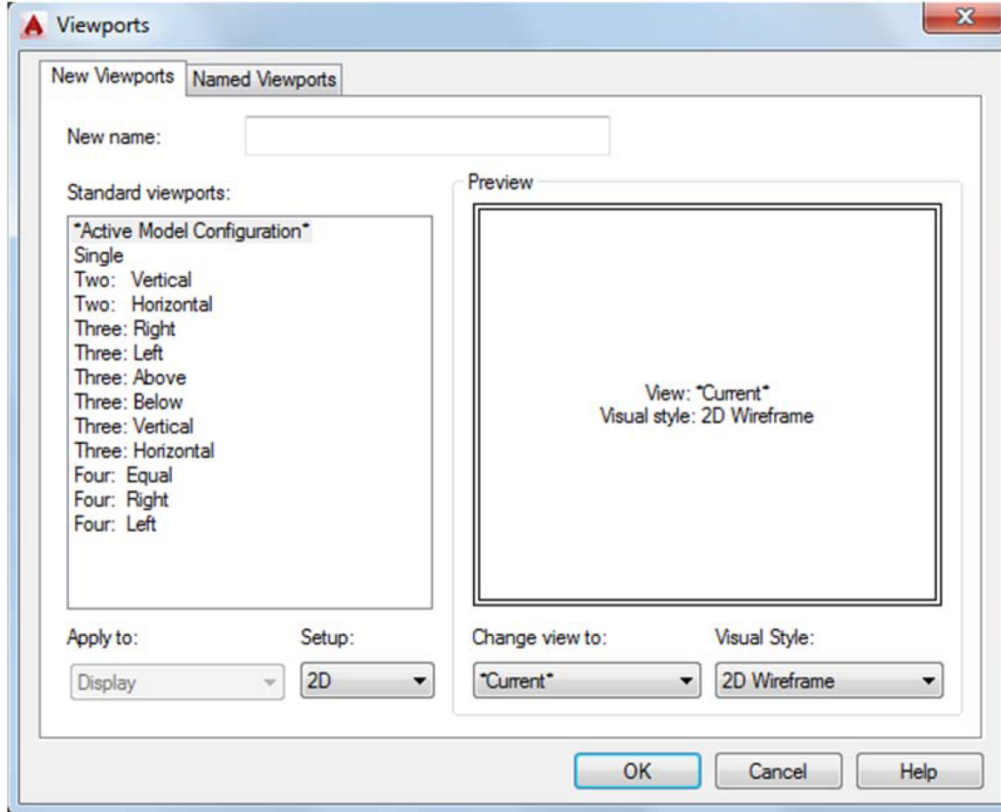 Viewports
New Viewports
Named Viewports
New name:
Standard viewports:
*Active Model Configuration*
Single
Two: Vertical
Two: Horizontal
Three: Right
Three: Left
Three: Above
Three: Below
Three: Vertical
Three: Horizontal
Four: Equal
Four: Right
Four: Left
Preview
View: *Current*
Visual style: 2D Wireframe
Apply to:
Display
Setup:
2D
Change view to:
*Current*
Visual Style:
2D Wireframe
OK
Cancel
Help